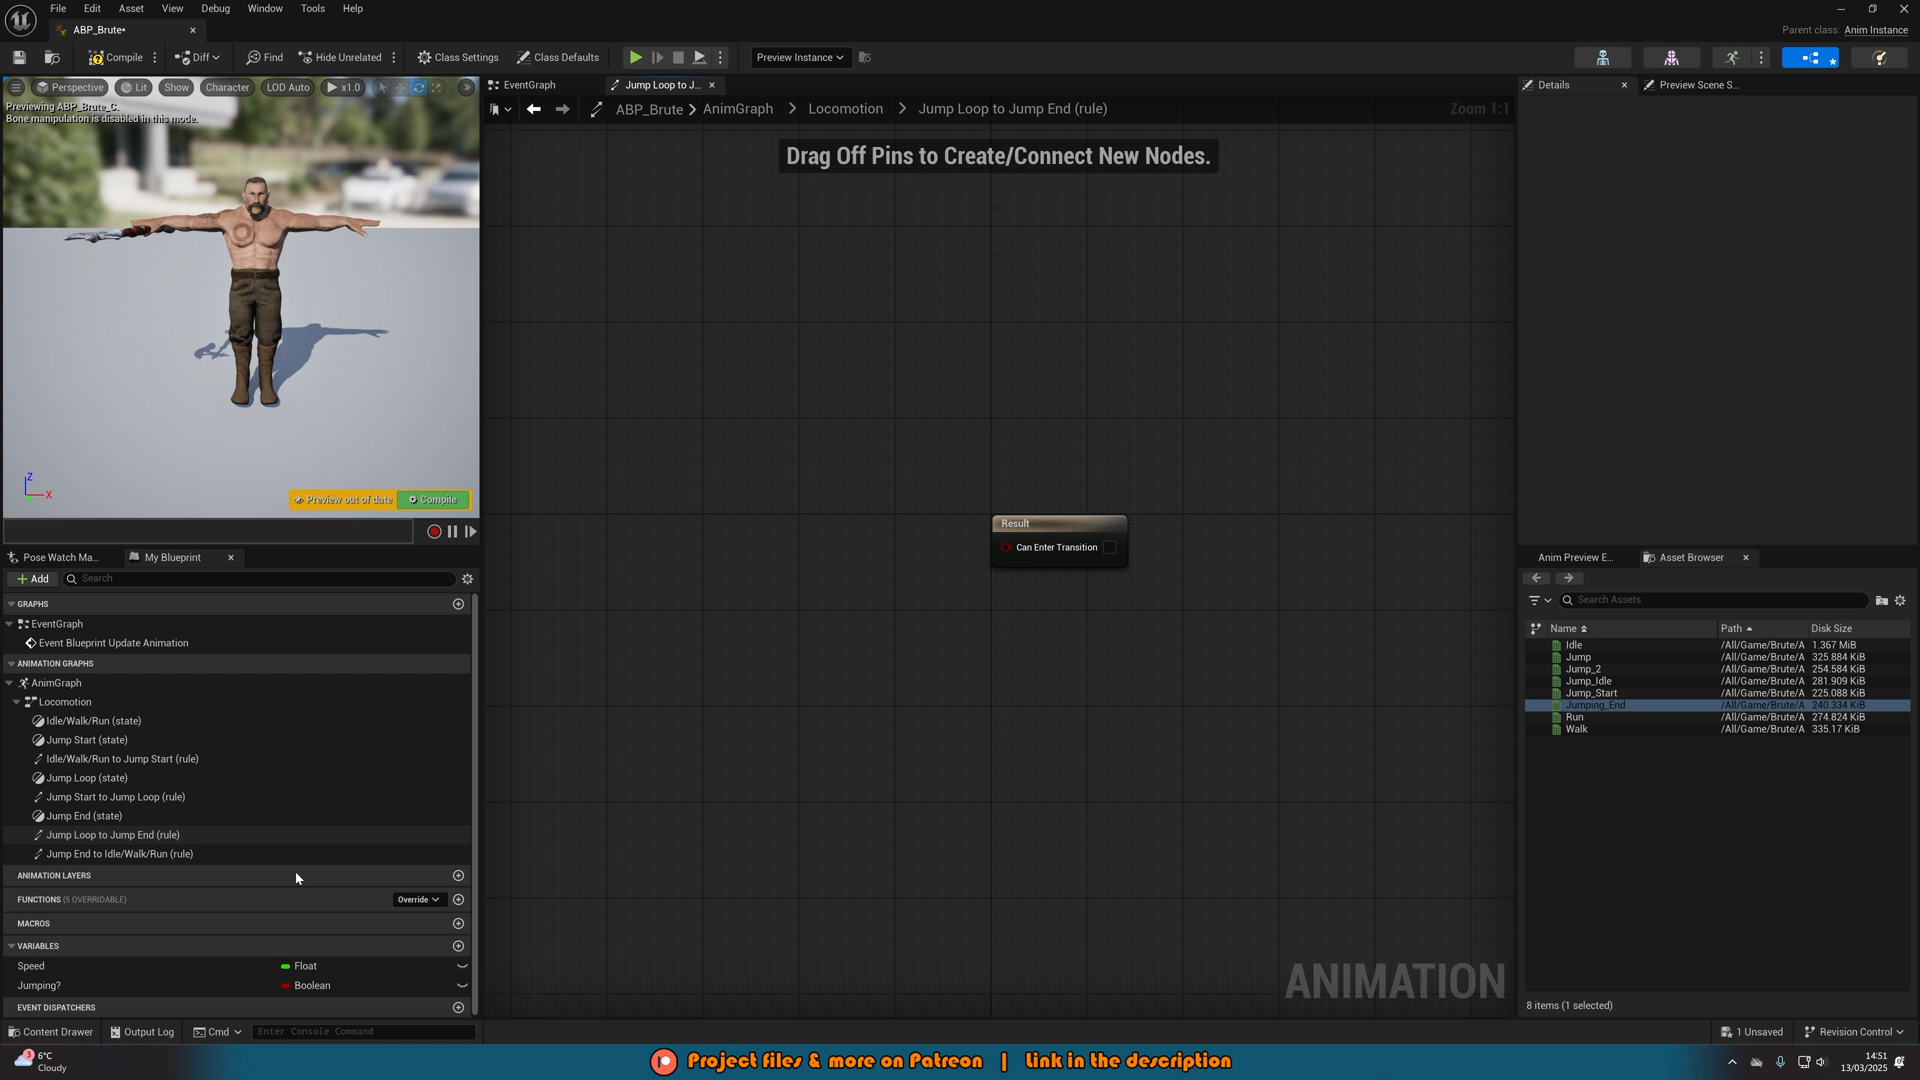 File Edit Asset View Debug Window Tools Help
ABP_Brute*
Parent class: Anim Instance
Compile Diff Find Hide Unrelated Class Settings Class Defaults Preview Instance
Perspective Lit Show Character LOD Auto x1.0
Previewing ABP_Brute_C.
Bone manipulation is disabled in this mode.
Z
X
Preview out of date Compile
EventGraph Jump Loop to J...
ABP_Brute > AnimGraph > Locomotion > Jump Loop to Jump End (rule)
Zoom 1:1
Drag Off Pins to Create/Connect New Nodes.
Result
Can Enter Transition
ANIMATION
Pose Watch Ma... My Blueprint
Add Search
GRAPHS
EventGraph
Event Blueprint Update Animation
ANIMATION GRAPHS
AnimGraph
Locomotion
Idle/Walk/Run (state)
Jump Start (state)
Idle/Walk/Run to Jump Start (rule)
Jump Loop (state)
Jump Start to Jump Loop (rule)
Jump End (state)
Jump Loop to Jump End (rule)
Jump End to Idle/Walk/Run (rule)
ANIMATION LAYERS
FUNCTIONS (5 OVERRIDABLE) Override
MACROS
VARIABLES
Speed Float
Jumping? Boolean
EVENT DISPATCHERS
Details Preview Scene S...
Anim Preview E... Asset Browser
Search Assets
Name Path Disk Size
Idle /All/Game/Brute/A 1.367 MiB
Jump /All/Game/Brute/A 325.884 KiB
Jump_2 /All/Game/Brute/A 254.584 KiB
Jump_Idle /All/Game/Brute/A 281.909 KiB
Jump_Start /All/Game/Brute/A 225.088 KiB
Jumping_End /All/Game/Brute/A 240.334 KiB
Run /All/Game/Brute/A 274.824 KiB
Walk /All/Game/Brute/A 335.17 KiB
8 items (1 selected)
Content Drawer Output Log Cmd Enter Console Command
1 Unsaved Revision Control
3
6°C
Cloudy
Project files & more on Patreon | Link in the description
14:51
13/03/2025